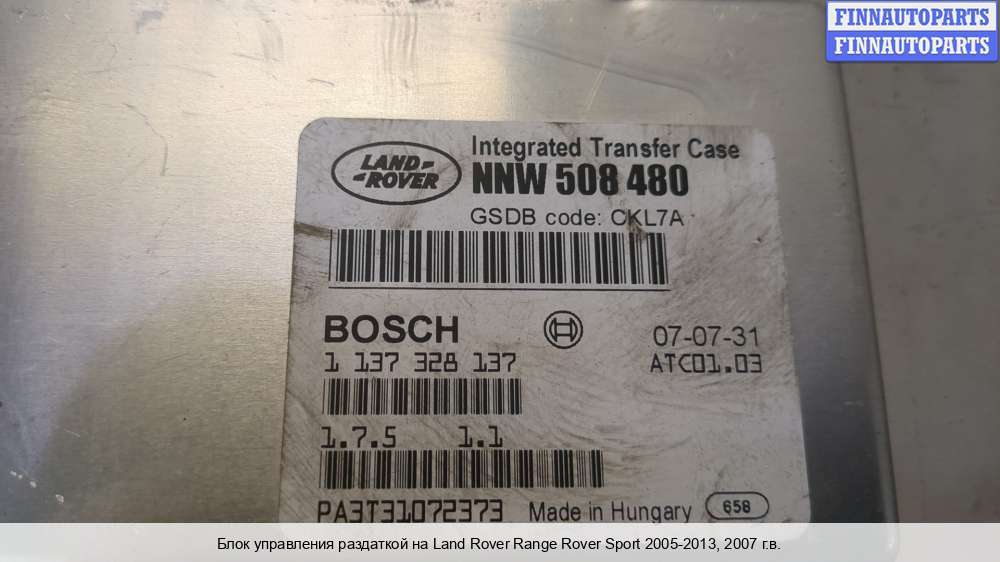 FINNAUTOPARTS
FINNAUTOPARTS
LAND-
-ROVER
Integrated Transfer Case
NNW 508 480
GSDB code: CKL7A
BOSCH
07-07-31
1 137 328 137
ATC01.03
1.7.5 1.1
PA3T31072373 Made in Hungary 658
Блок управления раздаткой на Land Rover Range Rover Sport 2005-2013, 2007 г.в.